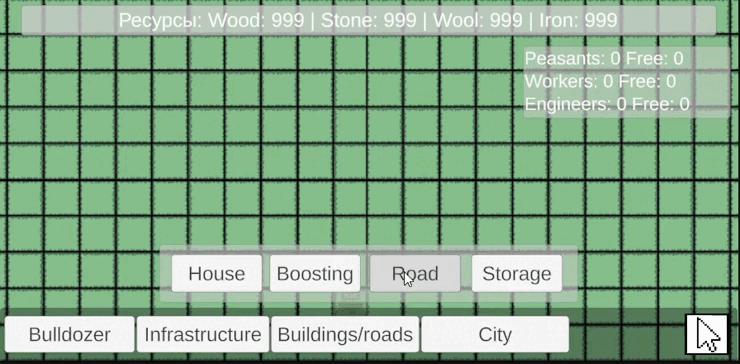 Ресурсы: Wood: 999 | Stone: 999 | Wool: 999 | Iron: 999
Peasants: 0 Free: 0
Workers: 0 Free: 0
Engineers: 0 Free: 0
House Boosting Road Storage
Bulldozer Infrastructure Buildings/roads City